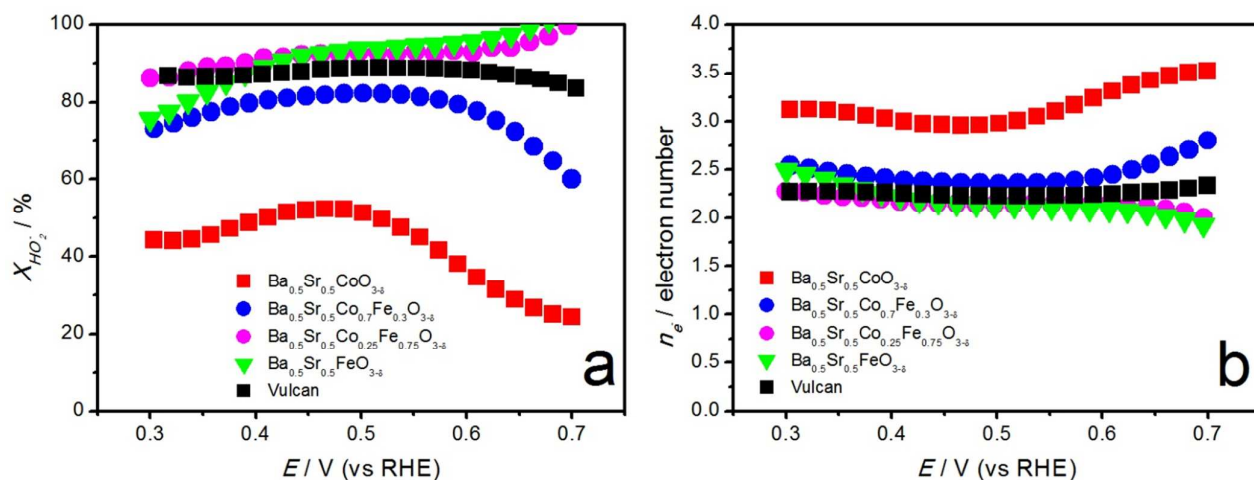 100
80
60
40
20
0
X_HO₂⁻ / %
Ba₀.₅Sr₀.₅CoO₃₋δ
Ba₀.₅Sr₀.₅Co₀.₇Fe₀.₃O₃₋δ
Ba₀.₅Sr₀.₅Co₀.₂₅Fe₀.₇₅O₃₋δ
Ba₀.₅Sr₀.₅FeO₃₋δ
Vulcan
a
0.3 0.4 0.5 0.6 0.7
E / V (vs RHE)
4.0
3.5
3.0
2.5
2.0
1.5
1.0
0.5
0.0
nₑ / electron number
Ba₀.₅Sr₀.₅CoO₃₋δ
Ba₀.₅Sr₀.₅Co₀.₇Fe₀.₃O₃₋δ
Ba₀.₅Sr₀.₅Co₀.₂₅Fe₀.₇₅O₃₋δ
Ba₀.₅Sr₀.₅FeO₃₋δ
Vulcan
b
0.3 0.4 0.5 0.6 0.7
E / V (vs RHE)